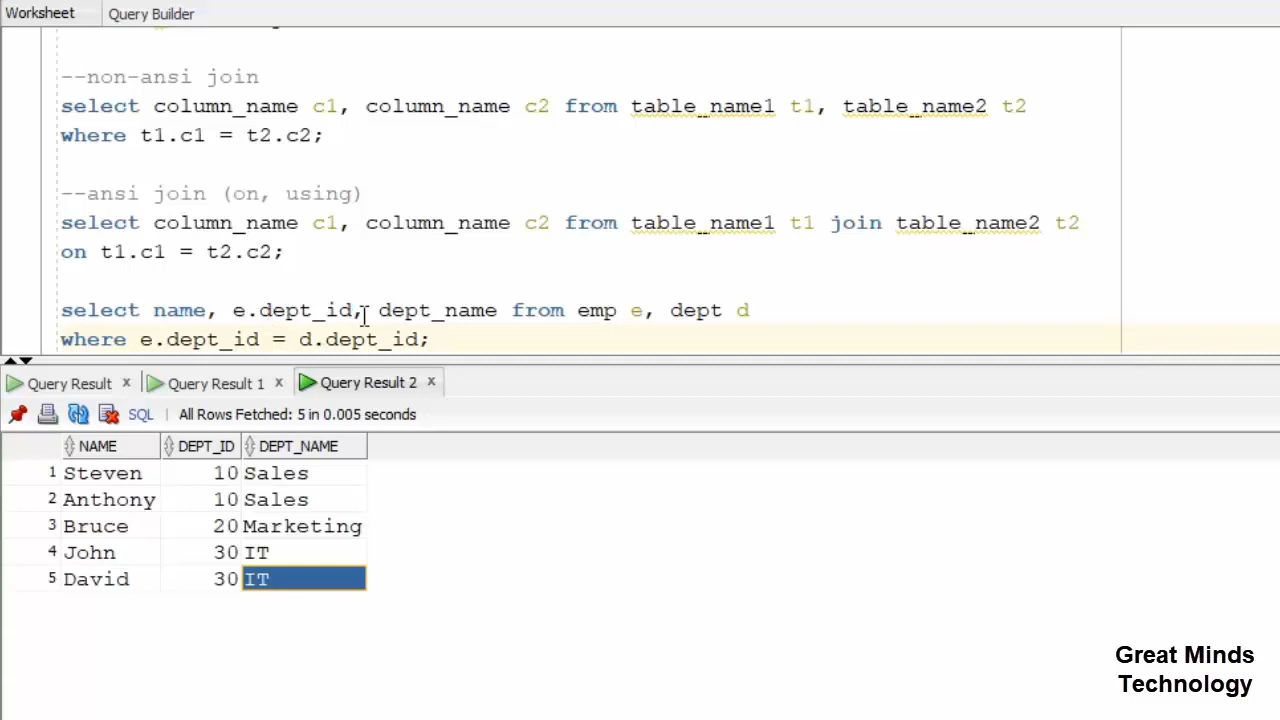 Worksheet Query Builder
--non-ansi join
select column_name c1, column_name c2 from table_name1 t1, table_name2 t2
where t1.c1 = t2.c2;
--ansi join (on, using)
select column_name c1, column_name c2 from table_name1 t1 join table_name2 t2
on t1.c1 = t2.c2;
select name, e.dept_id, dept_name from emp e, dept d
where e.dept_id = d.dept_id;
Query Result × Query Result 1 × Query Result 2 ×
SQL | All Rows Fetched: 5 in 0.005 seconds
NAME DEPT_ID DEPT_NAME
1 Steven 10 Sales
2 Anthony 10 Sales
3 Bruce 20 Marketing
4 John 30 IT
5 David 30 IT
Great Minds
Technology